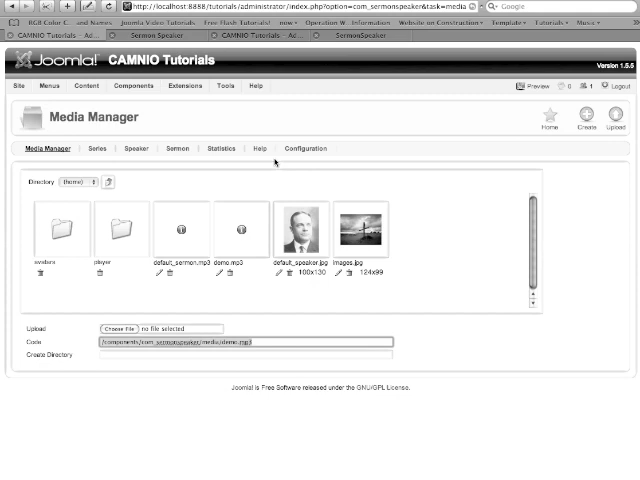 http://localhost:8888/tutorials/administrator/index.php?option=com_sermonspeaker&task=media
Google
RGB Color C... and Names Joomla Video Tutorials Free Flash Tutorials! now Operation W... Information Website on Construction Template Tutorials Music
CAMNIO Tutorials – Ad... Sermon Speaker CAMNIO Tutorials – Ad... SermonSpeaker
Joomla! CAMNIO Tutorials
Version 1.5.5
Site Menus Content Components Extensions Tools Help Preview 0 1 Logout
Media Manager
Home Create Upload
Media Manager Series Speaker Sermon Statistics Help Configuration
Directory (home)
avatars player default_sermon.mp3 demo.mp3 default_speaker.jpg images.jpg
100x130 124x99
Upload Choose File no file selected
Code /components/com_sermonspeaker/media/demo.mp3
Create Directory
Joomla! is Free Software released under the GNU/GPL License.